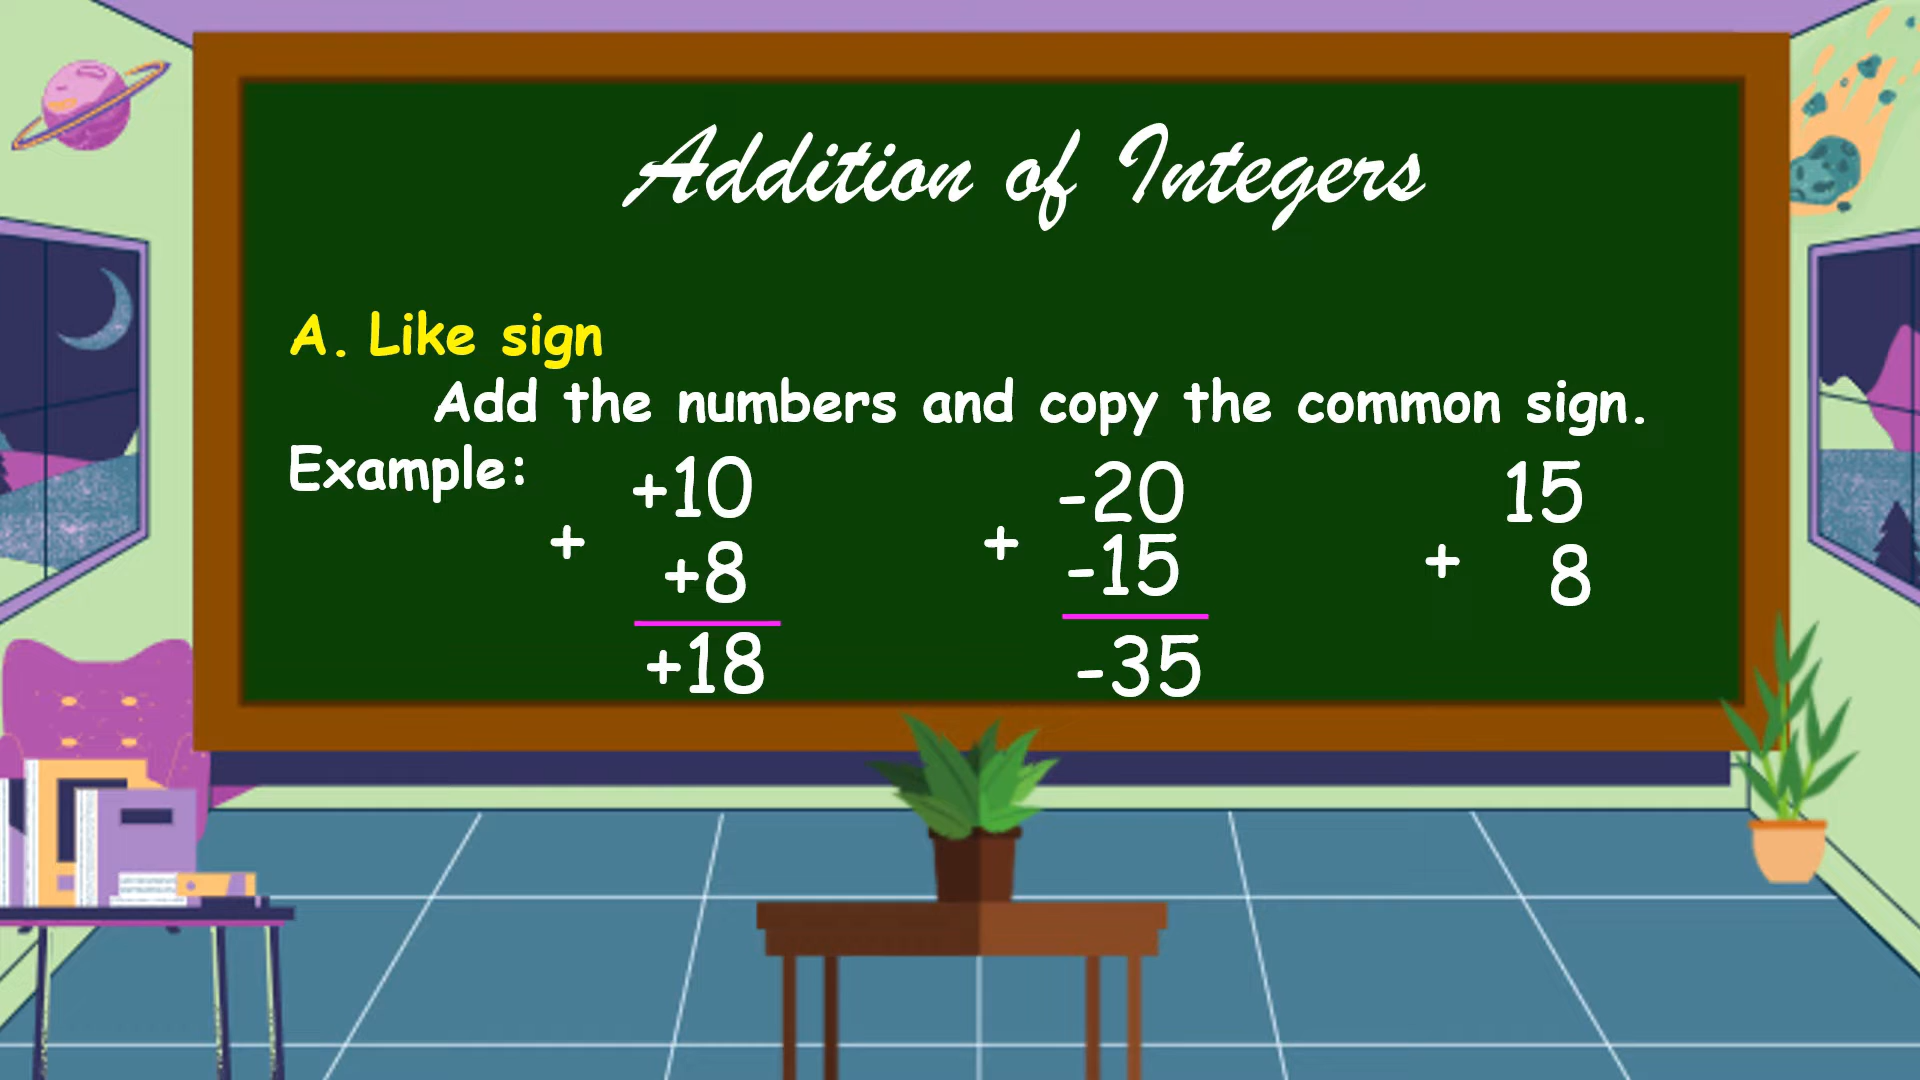 Addition of Integers
A. Like sign
Add the numbers and copy the common sign.
Example:
+10 -20 15
+ + +
+8 -15 8
+18 -35